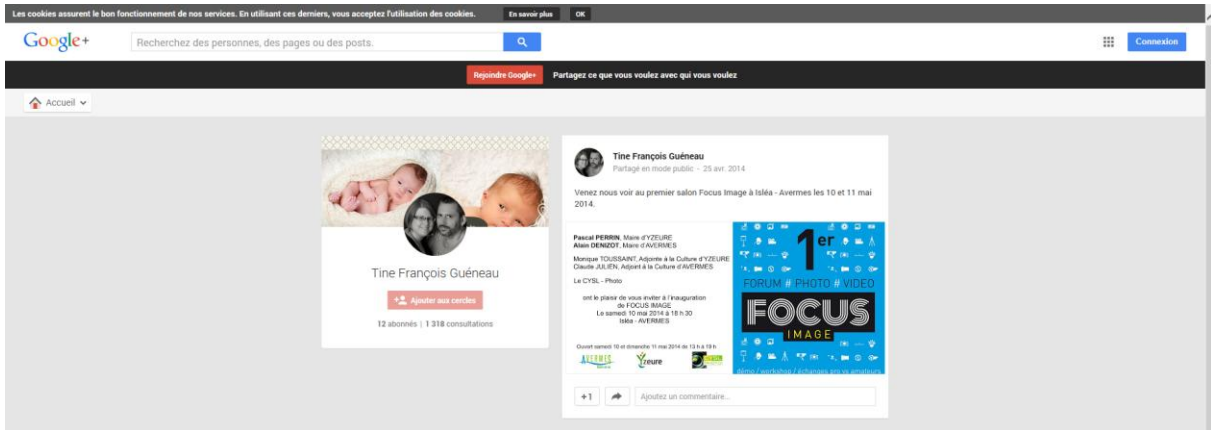 Les cookies assurent le bon fonctionnement de nos services. En utilisant ces derniers, vous acceptez l'utilisation des cookies. En savoir plus OK
Google+ Recherchez des personnes, des pages ou des posts. Connexion
Rejoindre Google+ Partagez ce que vous voulez avec qui vous voulez
Accueil
Tine François Guéneau
Ajouter aux cercles
12 abonnés | 1 318 consultations
Tine François Guéneau
Partagé en mode public - 25 avr. 2014
Venez nous voir au premier salon Focus Image à Isléa - Avermes les 10 et 11 mai
2014.
Pascal PERRIN, Maire d'YZEURE
Alain DENIZOT, Maire d'AVERMES
Monique TOUSSAINT, Adjointe à la Culture d'YZEURE
Claude JULIEN, Adjoint à la Culture d'AVERMES
Le CYSL - Photo
ont le plaisir de vous inviter à l'inauguration
de FOCUS IMAGE
Le samedi 10 mai 2014 à 18 h 30
Isléa - AVERMES
Ouvert samedi 10 et dimanche 11 mai 2014 de 13 h à 19 h
AVERMES Yzeure CYSL
1er
FORUM # PHOTO # VIDEO
FOCUS
IMAGE
démo / workshop / échanges pro vs amateurs
+1 Ajoutez un commentaire...